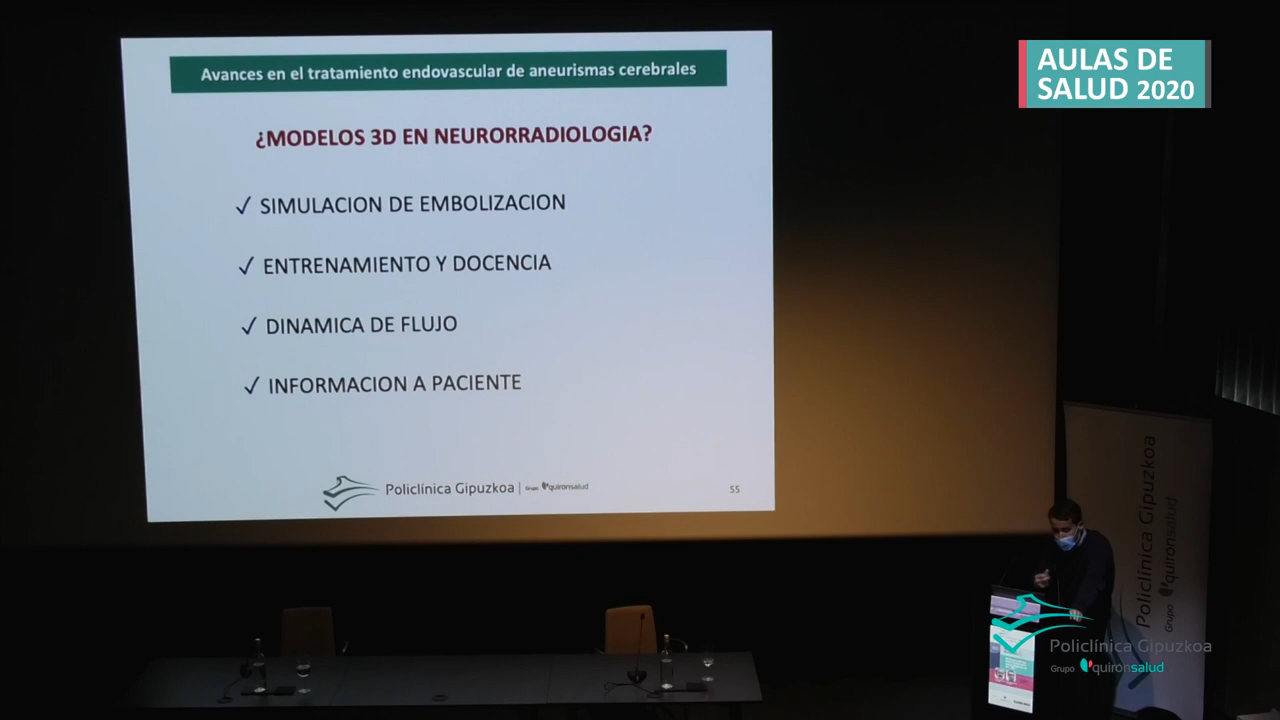 AULAS DE
SALUD 2020
Avances en el tratamiento endovascular de aneurismas cerebrales
¿MODELOS 3D EN NEURORRADIOLOGIA?
✓ SIMULACION DE EMBOLIZACION
✓ ENTRENAMIENTO Y DOCENCIA
✓ DINAMICA DE FLUJO
✓ INFORMACION A PACIENTE
Policlínica Gipuzkoa | Grupo quironsalud
55
Policlínica Gipuzkoa
Grupo quironsalud
Policlínica Gipuzkoa
Grupo quironsalud